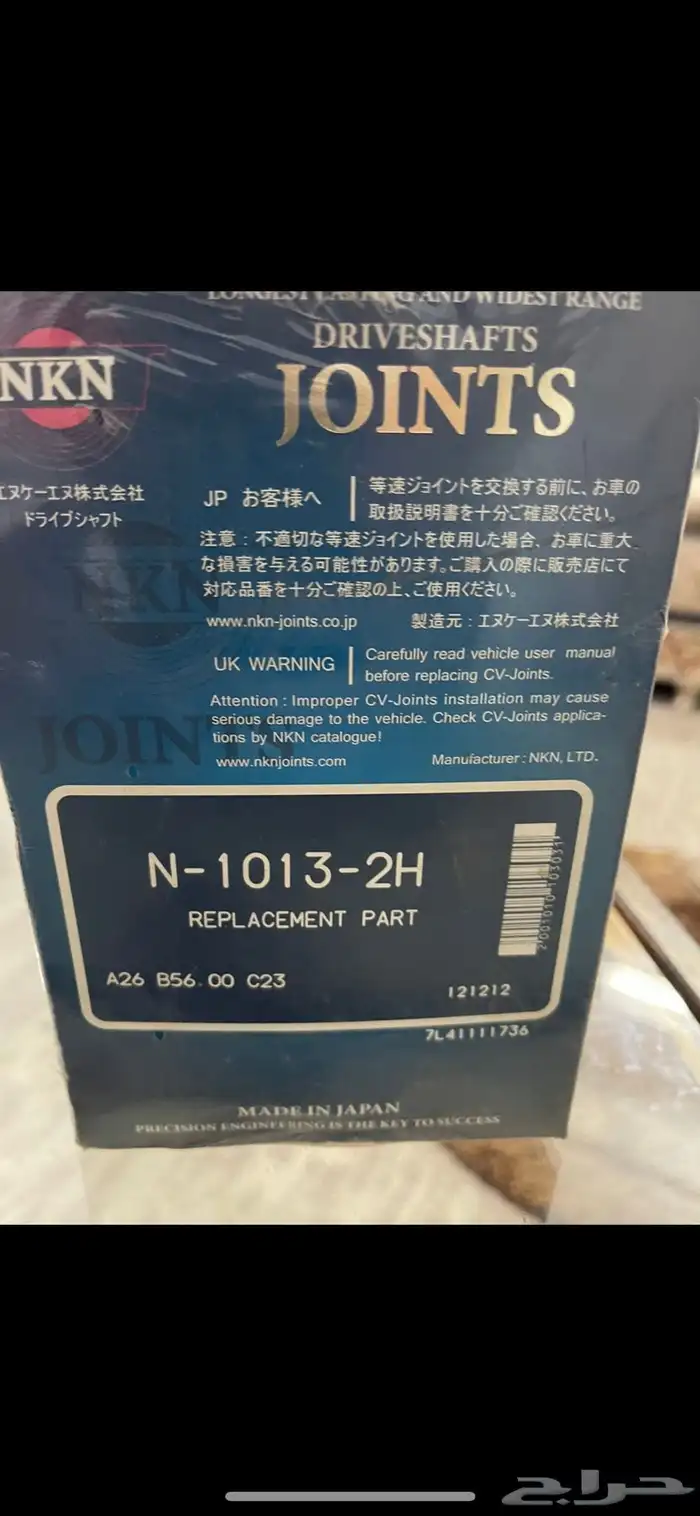 LONGEST LASTING AND WIDEST RANGE
DRIVESHAFTS
JOINTS
NKN
エヌケーエヌ株式会社
ドライブシャフト
JP お客様へ
等速ジョイントを交換する前に、お車の
取扱説明書を十分ご確認ください。
注意：不適切な等速ジョイントを使用した場合、お車に重大
な損害を与える可能性があります。ご購入の際に販売店にて
対応品番を十分ご確認の上、ご使用ください。
www.nkn-joints.co.jp 製造元：エヌケーエヌ株式会社
UK WARNING
Carefully read vehicle user manual
before replacing CV-Joints.
Attention : Improper CV-Joints installation may cause
serious damage to the vehicle. Check CV-Joints applica-
tions by NKN catalogue!
www.nknjoints.com Manufacturer : NKN, LTD.
NKN
JOINTS
N-1013-2H
REPLACEMENT PART
A26 B56.00 C23
121212
7L41111736
MADE IN JAPAN
PRECISION ENGINEERING IS THE KEY TO SUCCESS
حراج